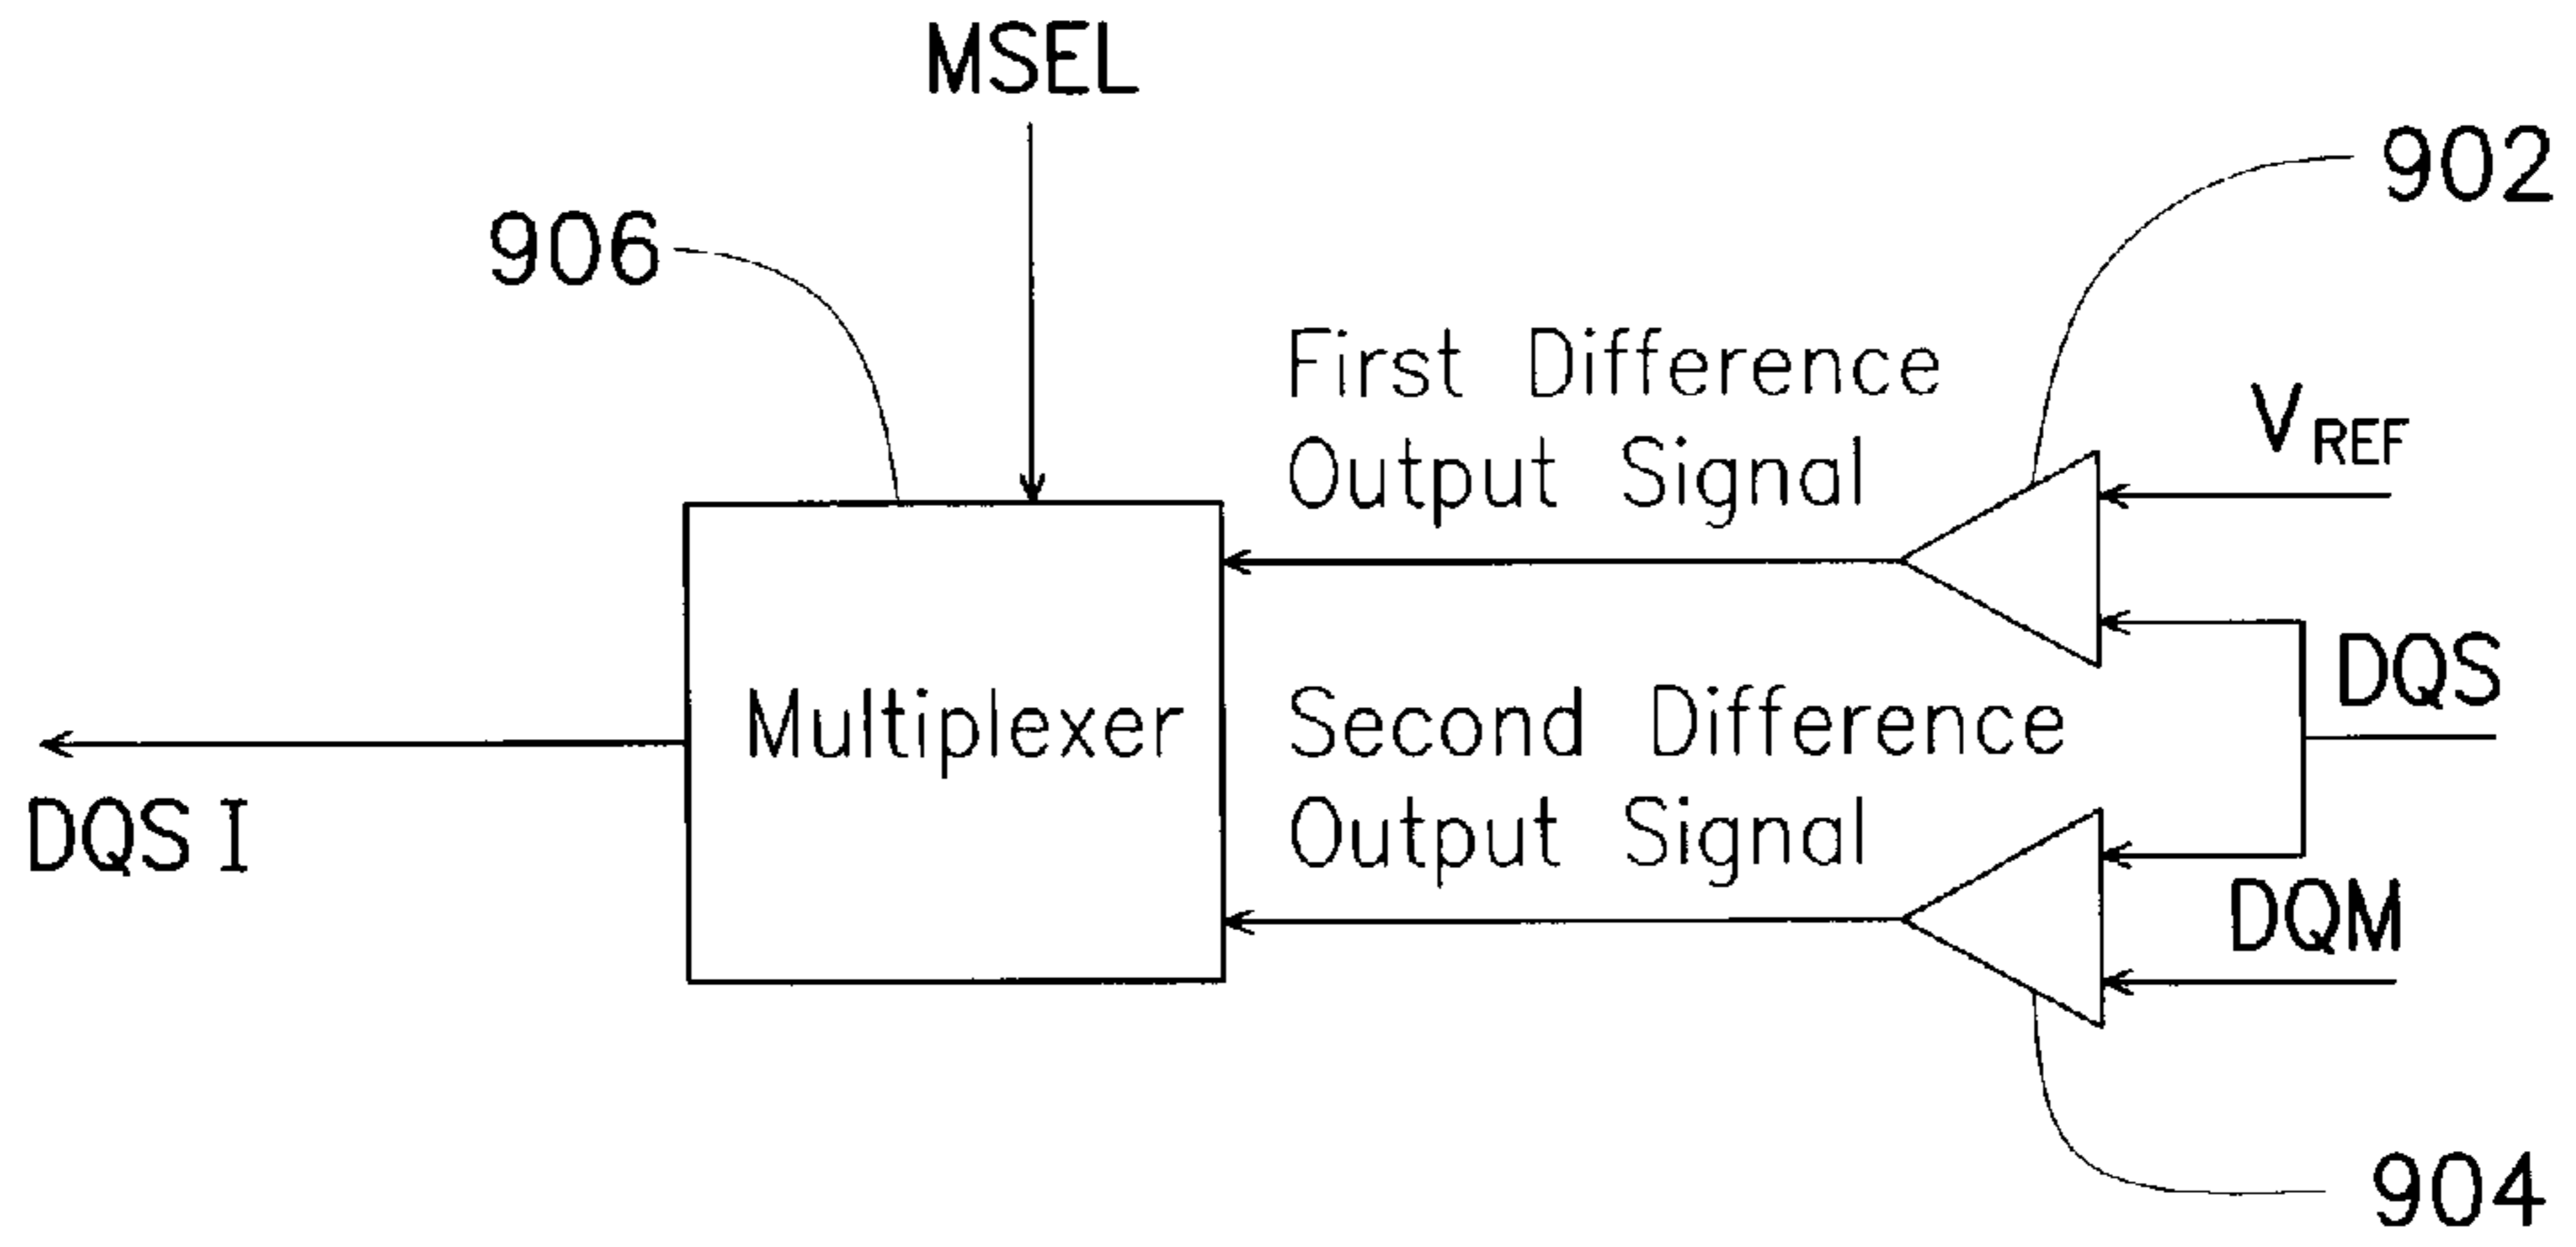 MSEL
902
906
First Difference
Output Signal
VREF
Multiplexer
Second Difference
Output Signal
DQS
DQS I
DQM
904